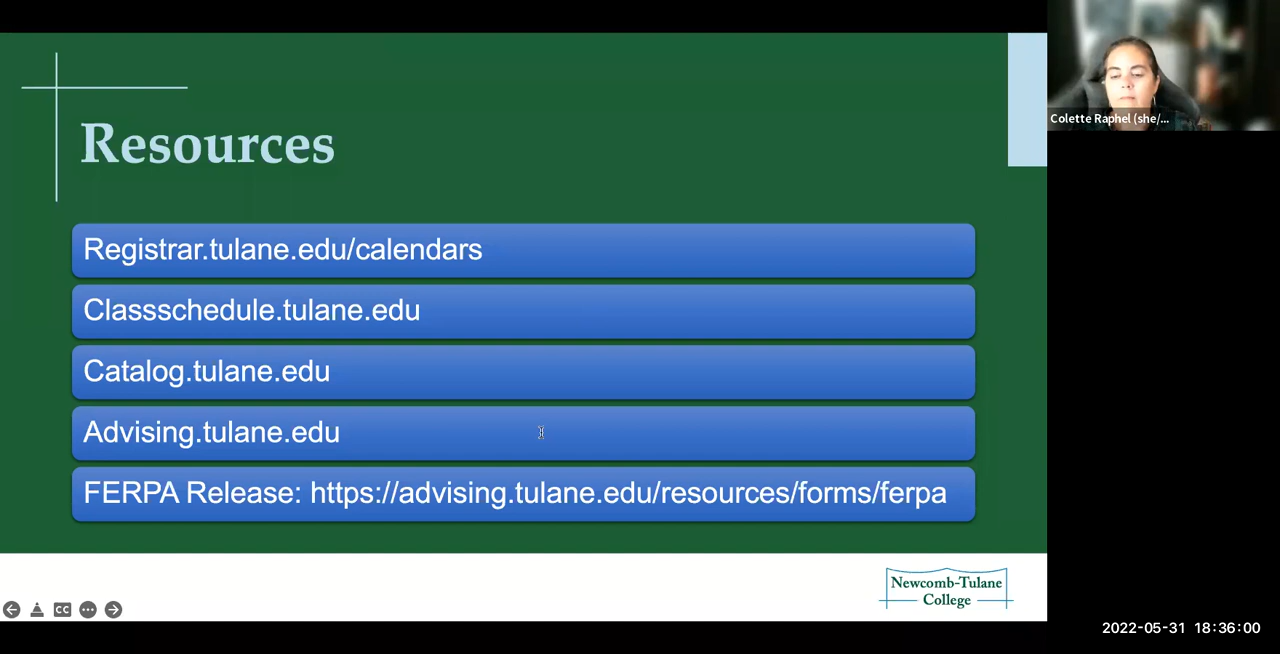 Resources
Registrar.tulane.edu/calendars
Classschedule.tulane.edu
Catalog.tulane.edu
Advising.tulane.edu
FERPA Release: https://advising.tulane.edu/resources/forms/ferpa
Newcomb-Tulane
College
CC
Colette Raphel (she/...
2022-05-31 18:36:00